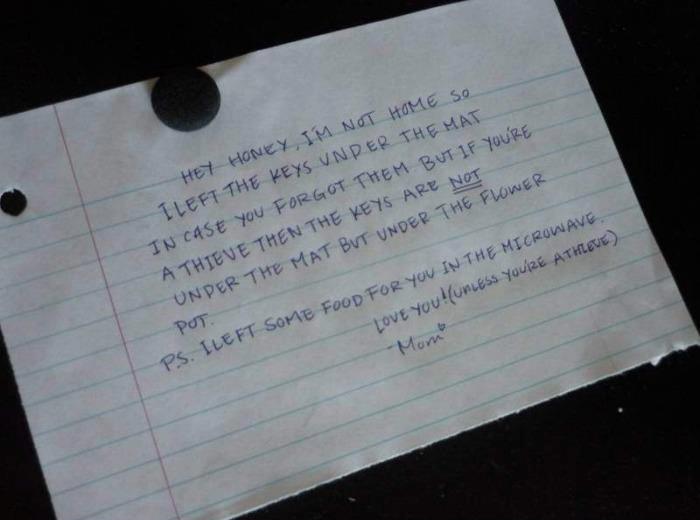 HEY HONEY, I'M NOT HOME SO
I LEFT THE KEYS UNDER THE MAT
IN CASE YOU FORGOT THEM BUT IF YOU'RE
A THIEVE THEN THE KEYS ARE NOT
UNDER THE MAT BUT UNDER THE FLOWER
POT.
P.S. I LEFT SOME FOOD FOR YOU IN THE MICROWAVE.
LOVE YOU! (UNLESS YOU'RE A THIEVE)
-Mom